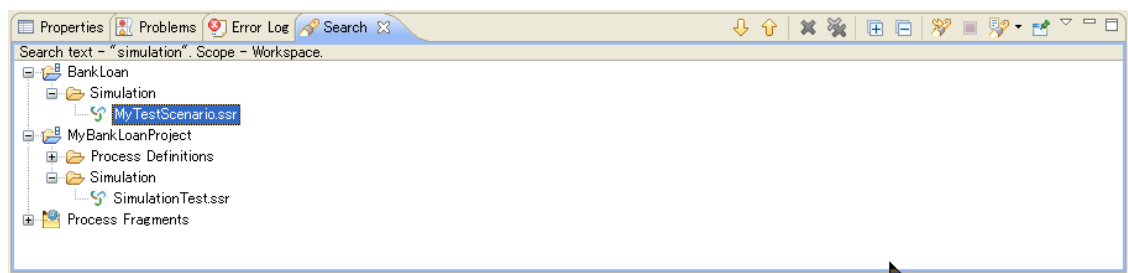 Properties Problems Error Log Search
Search text - "simulation". Scope - Workspace.
BankLoan
Simulation
MyTestScenario.ssr
MyBankLoanProject
Process Definitions
Simulation
SimulationTest.ssr
Process Fragments